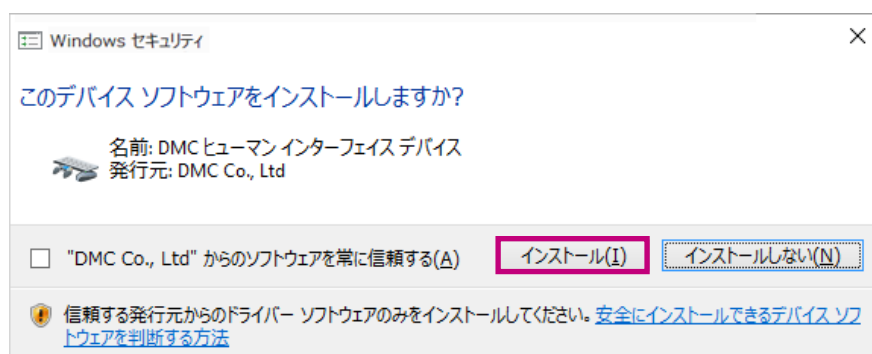 Windows セキュリティ
このデバイス ソフトウェアをインストールしますか?
名前: DMC ヒューマン インターフェイス デバイス
発行元: DMC Co., Ltd
"DMC Co., Ltd" からのソフトウェアを常に信頼する(A) インストール(I) インストールしない(N)
信頼する発行元からのドライバー ソフトウェアのみをインストールしてください。安全にインストールできるデバイス ソフ
トウェアを判断する方法